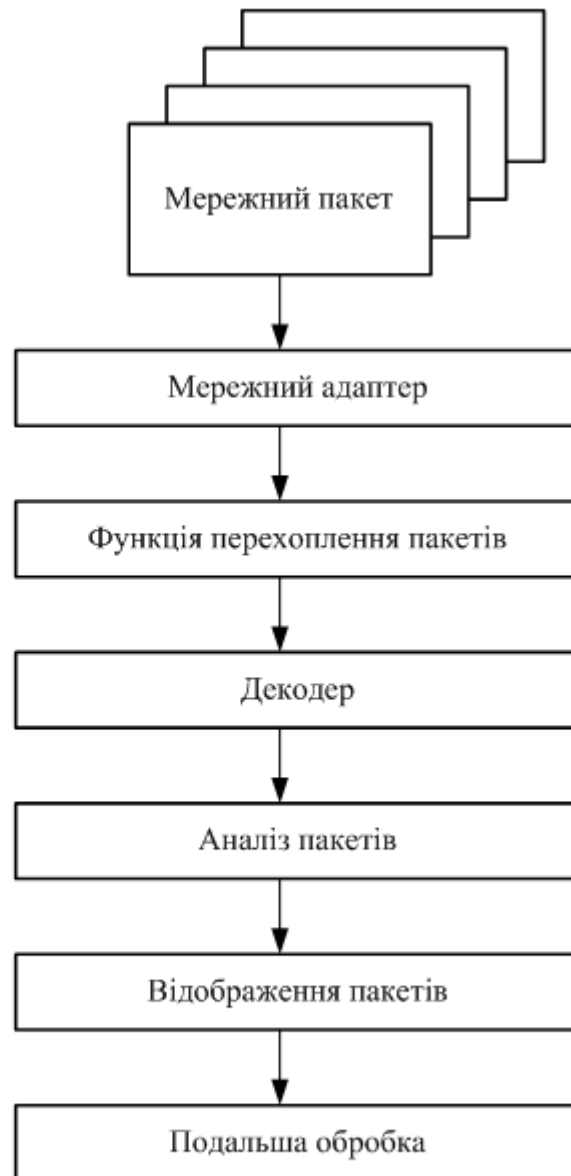 Мережний пакет
Мережний адаптер
Функція перехоплення пакетів
Декодер
Аналіз пакетів
Відображення пакетів
Подальша обробка